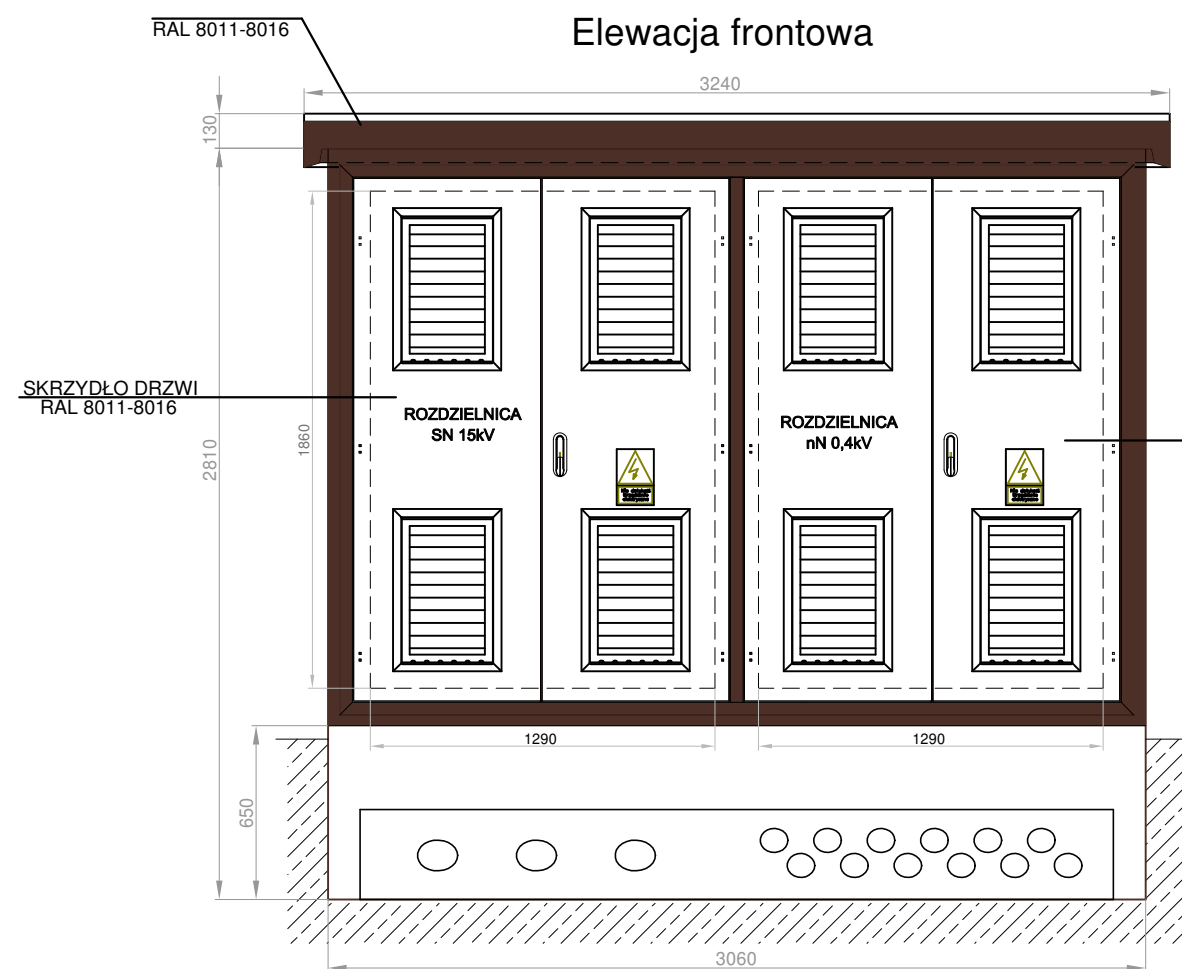 RAL 8011-8016
Elewacja frontowa
3240
130
SKRZYDŁO DRZWI
RAL 8011-8016
2810
1860
ROZDZIELNICA
SN 15kV
ROZDZIELNICA
nN 0,4kV
1290
1290
650
3060